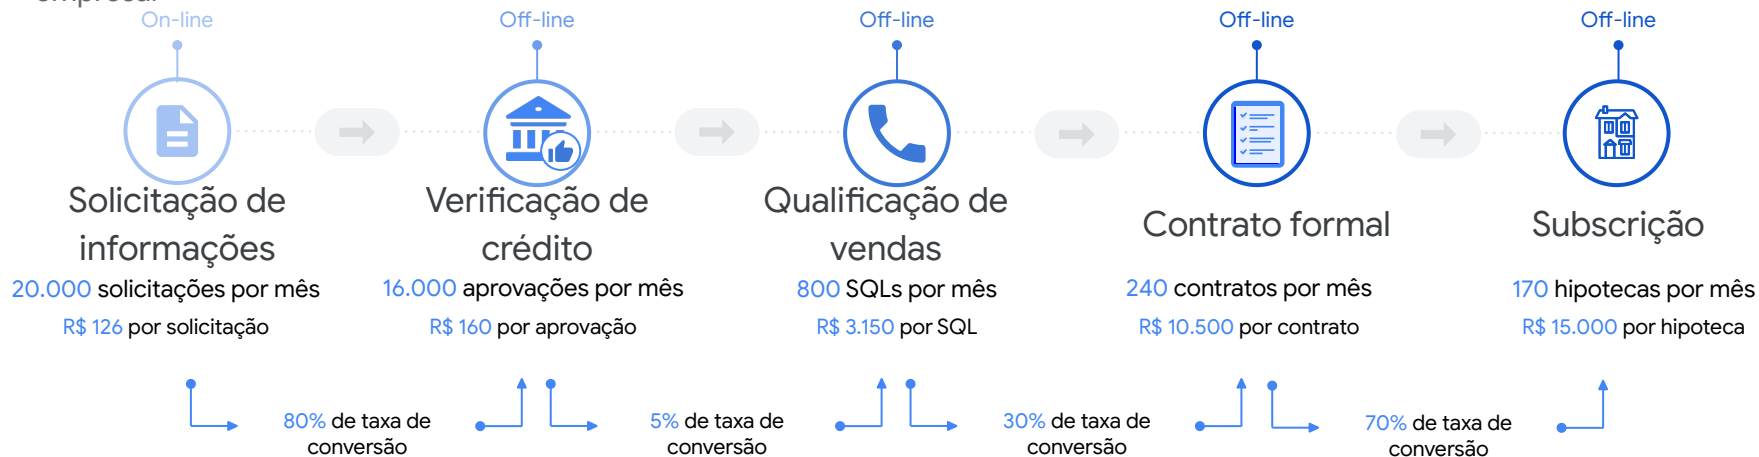 empresa.
On-line
Off-line
Off-line
Off-line
Off-line
Solicitação de
informações
20.000 solicitações por mês
R$ 126 por solicitação
Verificação de
crédito
16.000 aprovações por mês
R$ 160 por aprovação
Qualificação de
vendas
800 SQLs por mês
R$ 3.150 por SQL
Contrato formal
240 contratos por mês
R$ 10.500 por contrato
Subscrição
170 hipotecas por mês
R$ 15.000 por hipoteca
80% de taxa de
conversão
5% de taxa de
conversão
30% de taxa de
conversão
70% de taxa de
conversão